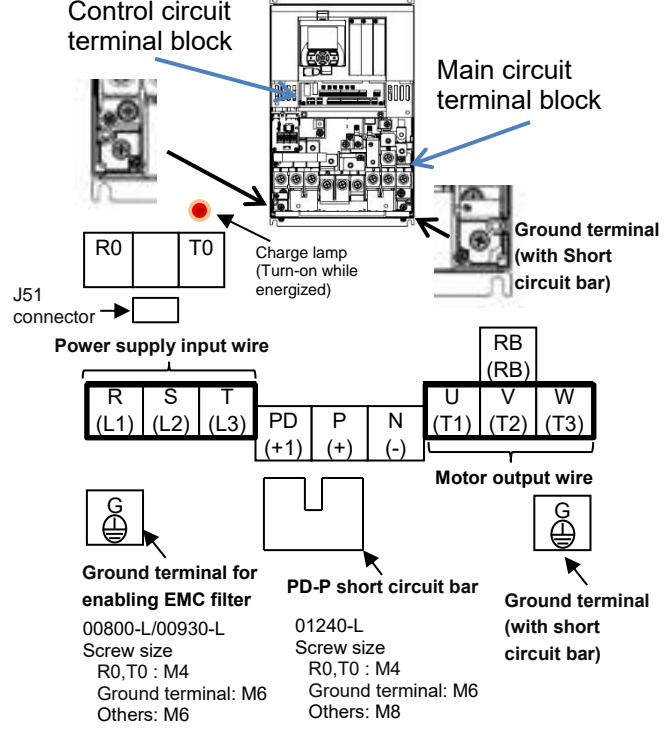 Control circuit
terminal block
Main circuit
terminal block
Ground terminal
(with Short
circuit bar)
Charge lamp
(Turn-on while
energized)
R0 T0
J51
connector
Power supply input wire
RB
(RB)
R S T
(L1) (L2) (L3)
PD P N
(+1) (+) (-)
U V W
(T1) (T2) (T3)
Motor output wire
G
G
Ground terminal for
enabling EMC filter
PD-P short circuit bar
Ground terminal
(with short
circuit bar)
00800-L/00930-L
Screw size
R0,T0 : M4
Ground terminal: M6
Others: M6
01240-L
Screw size
R0,T0 : M4
Ground terminal: M6
Others: M8